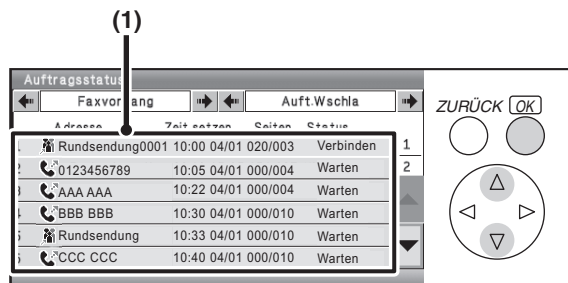 (1)
Auftragsstatus
Faxvorgang Auft.Wschla
Adresse Zeit setzen Seiten Status
1 Rundsendung0001 10:00 04/01 020/003 Verbinden
0123456789 10:05 04/01 000/004 Warten
AAA AAA 10:22 04/01 000/004 Warten
BBB BBB 10:30 04/01 000/010 Warten
Rundsendung 10:33 04/01 000/010 Warten
CCC CCC 10:40 04/01 000/010 Warten
1
2
ZURÜCK OK